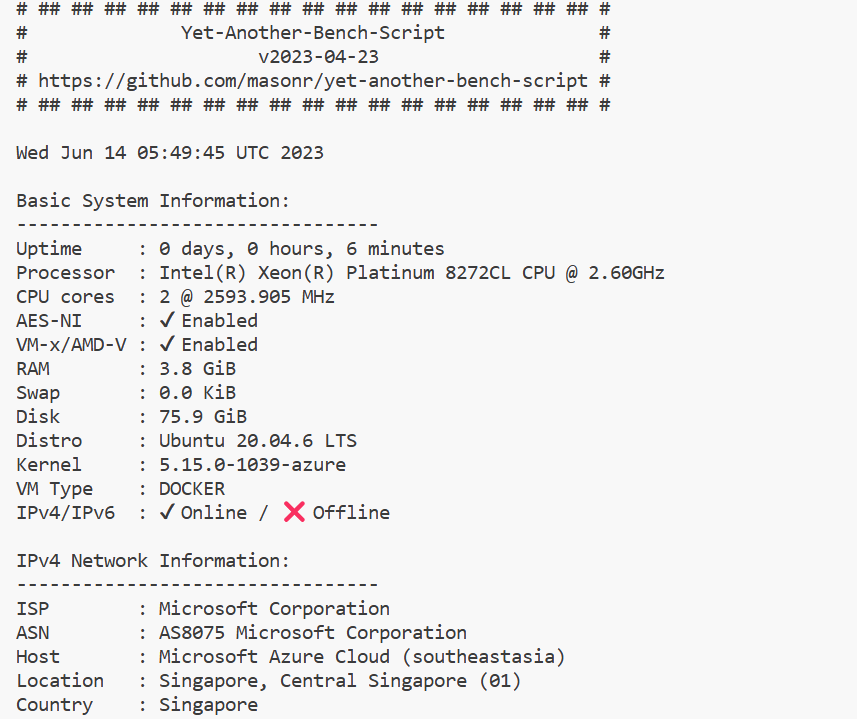 # ## ## ## ## ## ## ## ## ## ## ## ## ## ## ## ## ## #
#              Yet-Another-Bench-Script              #
#                     v2023-04-23                    #
# https://github.com/masonr/yet-another-bench-script #
# ## ## ## ## ## ## ## ## ## ## ## ## ## ## ## ## ## #
Wed Jun 14 05:49:45 UTC 2023
Basic System Information:
---------------------------------
Uptime     : 0 days, 0 hours, 6 minutes
Processor  : Intel(R) Xeon(R) Platinum 8272CL CPU @ 2.60GHz
CPU cores  : 2 @ 2593.905 MHz
AES-NI     : ✔ Enabled
VM-x/AMD-V : ✔ Enabled
RAM        : 3.8 GiB
Swap       : 0.0 KiB
Disk       : 75.9 GiB
Distro     : Ubuntu 20.04.6 LTS
Kernel     : 5.15.0-1039-azure
VM Type    : DOCKER
IPv4/IPv6  : ✔ Online / ❌ Offline
IPv4 Network Information:
---------------------------------
ISP        : Microsoft Corporation
ASN        : AS8075 Microsoft Corporation
Host       : Microsoft Azure Cloud (southeastasia)
Location   : Singapore, Central Singapore (01)
Country    : Singapore